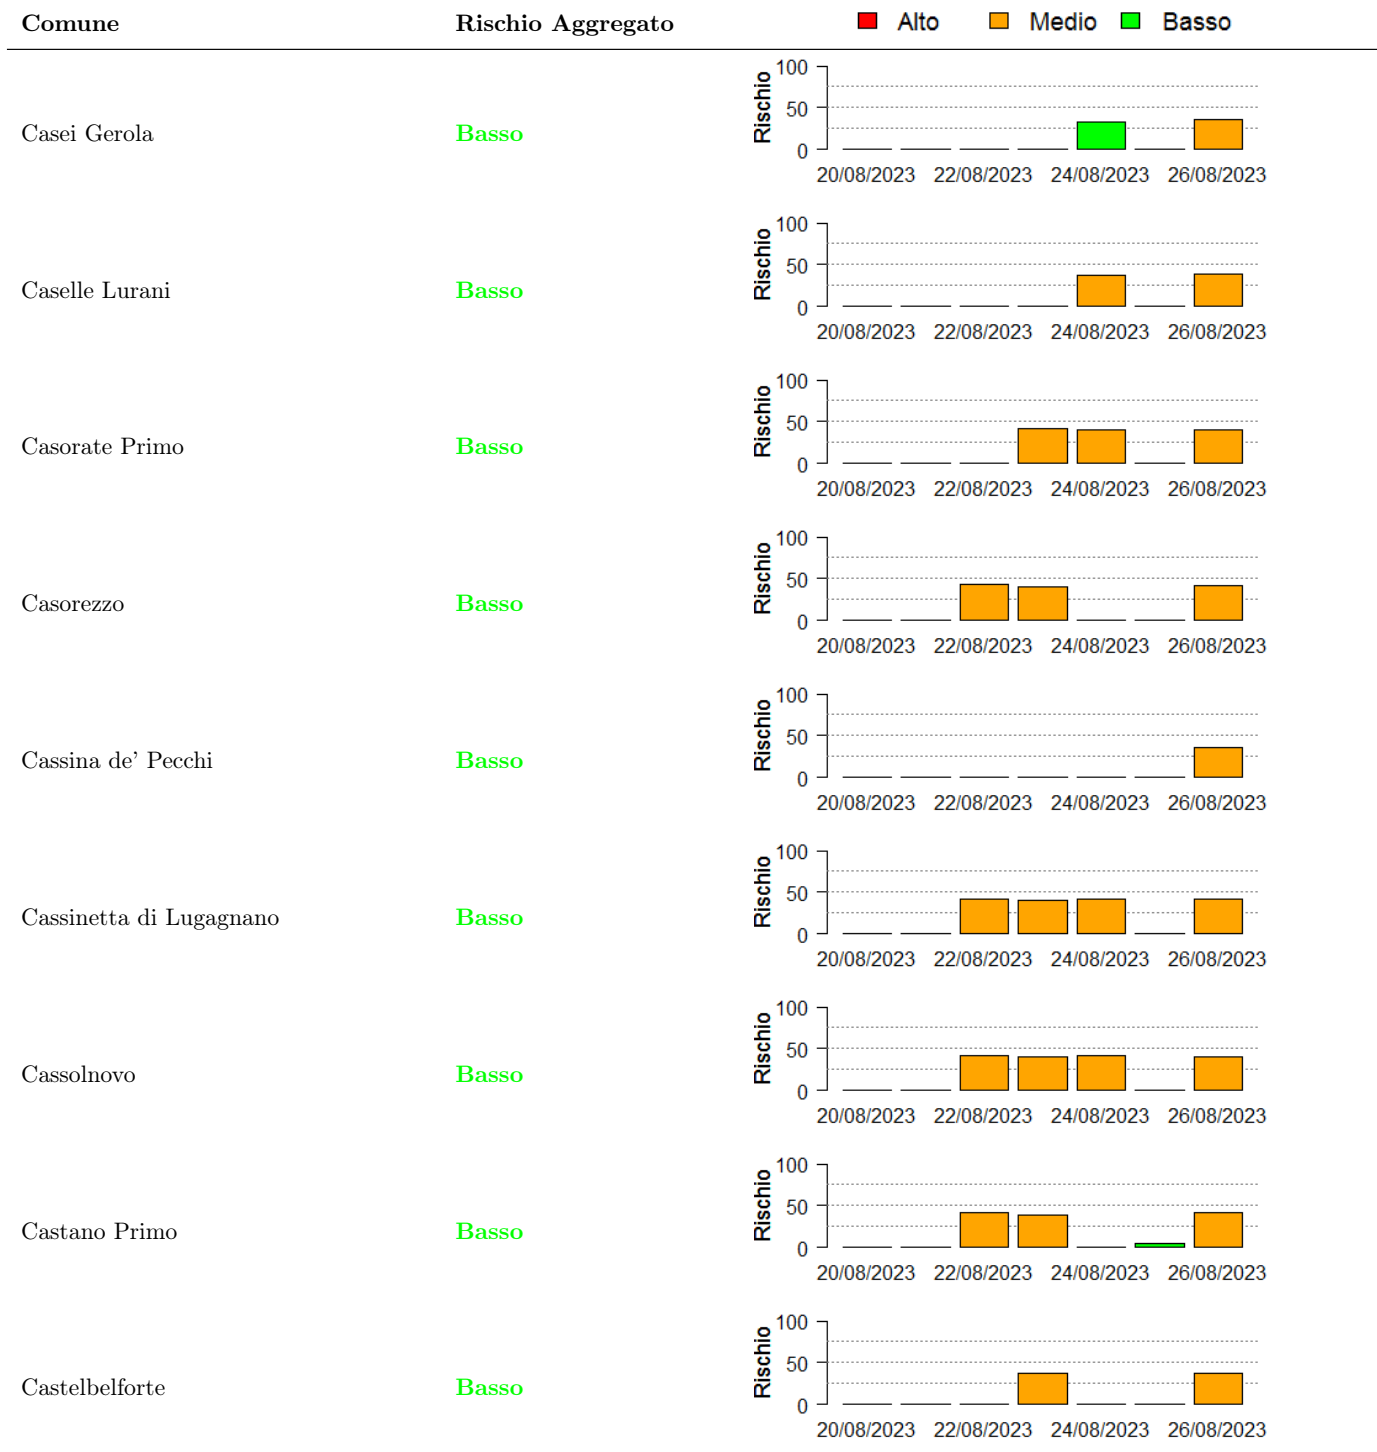 Comune Rischio Aggregato Alto Medio Basso
100
50
0
Rischio
Casei Gerola Basso
20/08/2023 22/08/2023 24/08/2023 26/08/2023
100
50
0
Rischio
Caselle Lurani Basso
20/08/2023 22/08/2023 24/08/2023 26/08/2023
100
50
0
Rischio
Casorate Primo Basso
20/08/2023 22/08/2023 24/08/2023 26/08/2023
100
50
0
Rischio
Casorezzo Basso
20/08/2023 22/08/2023 24/08/2023 26/08/2023
100
50
0
Rischio
Cassina de’ Pecchi Basso
20/08/2023 22/08/2023 24/08/2023 26/08/2023
100
50
0
Rischio
Cassinetta di Lugagnano Basso
20/08/2023 22/08/2023 24/08/2023 26/08/2023
100
50
0
Rischio
Cassolnovo Basso
20/08/2023 22/08/2023 24/08/2023 26/08/2023
100
50
0
Rischio
Castano Primo Basso
20/08/2023 22/08/2023 24/08/2023 26/08/2023
100
50
0
Rischio
Castelbelforte Basso
20/08/2023 22/08/2023 24/08/2023 26/08/2023